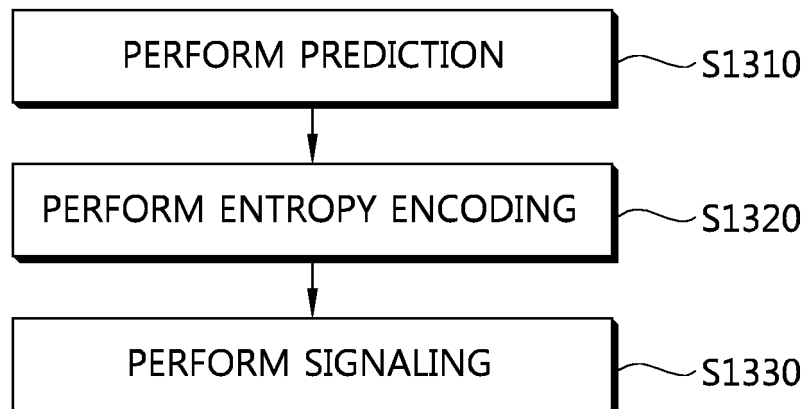 PERFORM PREDICTION
S1310
PERFORM ENTROPY ENCODING
S1320
PERFORM SIGNALING
S1330